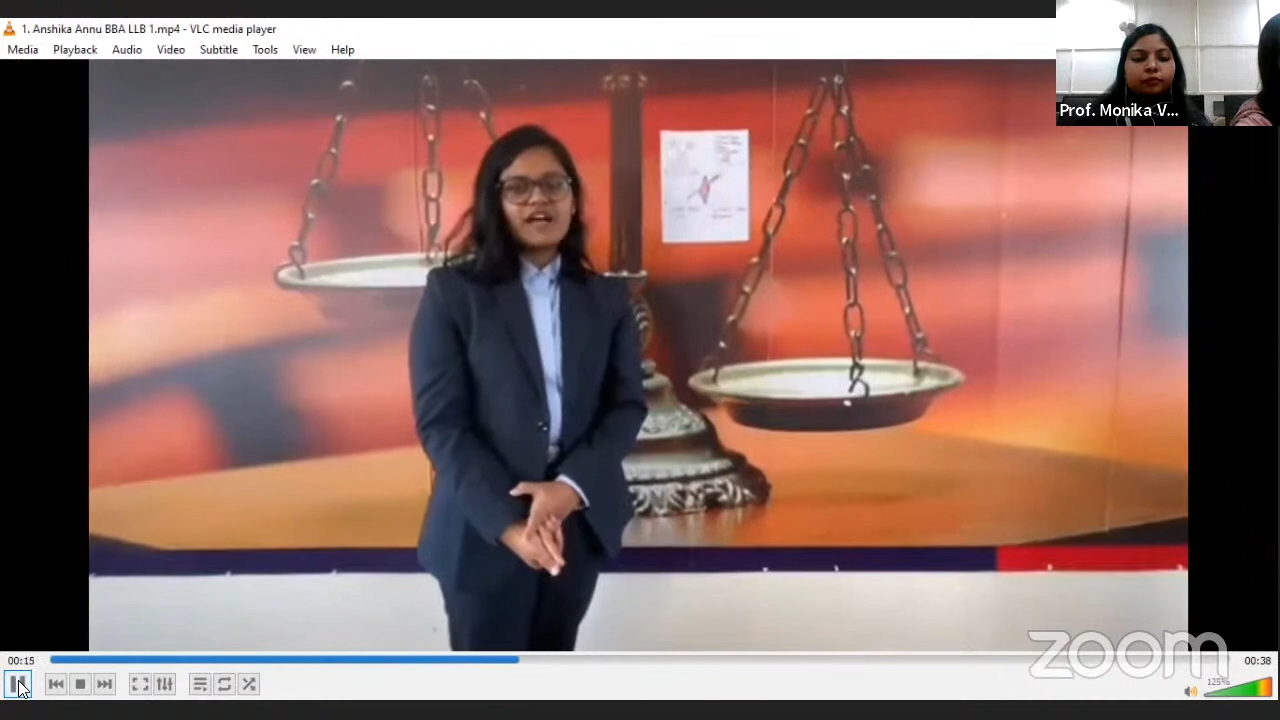 1. Anshika Annu BBA LLB 1.mp4 - VLC media player
Media Playback Audio Video Subtitle Tools View Help
Prof. Monika V...
zoom
00:15
00:38
125%